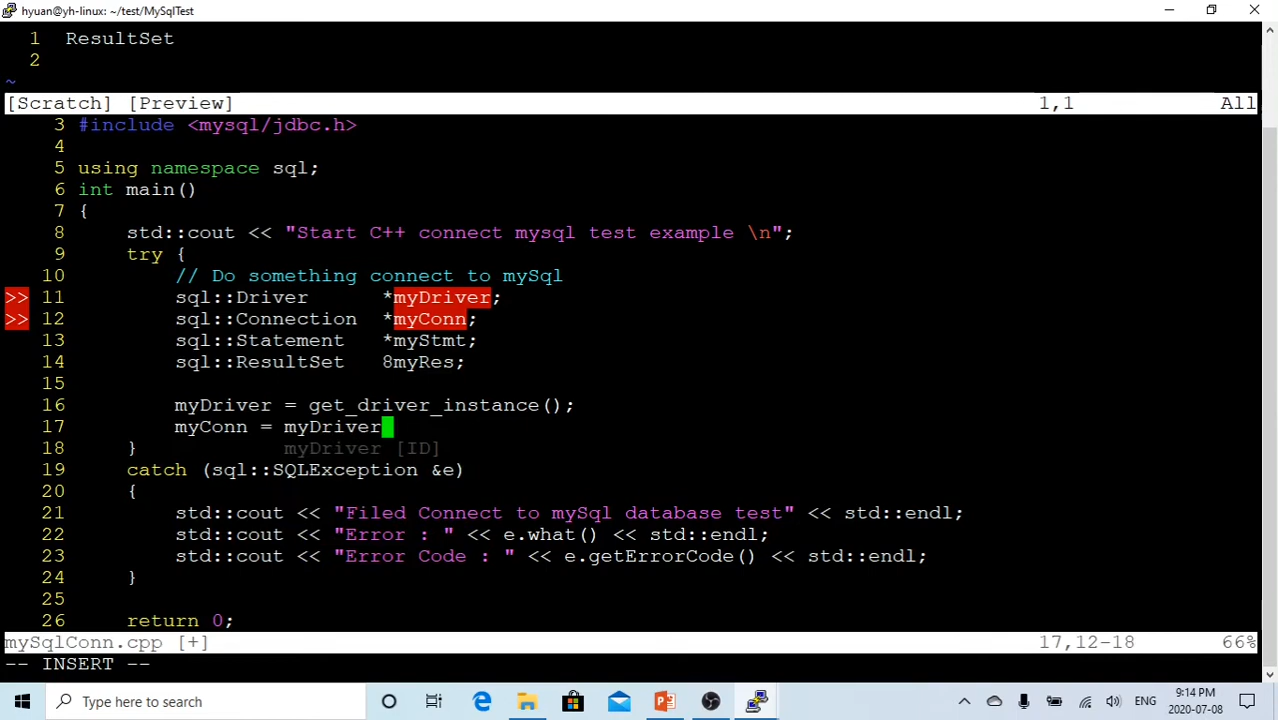 hyuan@yh-linux: ~/test/MySqlTest
1 ResultSet
2
~
[Scratch] [Preview] 1,1 All
3 #include <mysql/jdbc.h>
4
5 using namespace sql;
6 int main()
7 {
8 std::cout << "Start C++ connect mysql test example \n";
9 try {
10 // Do something connect to mySql
>> 11 sql::Driver *myDriver;
>> 12 sql::Connection *myConn;
13 sql::Statement *myStmt;
14 sql::ResultSet 8myRes;
15
16 myDriver = get_driver_instance();
17 myConn = myDriver
18 } myDriver [ID]
19 catch (sql::SQLException &e)
20 {
21 std::cout << "Filed Connect to mySql database test" << std::endl;
22 std::cout << "Error : " << e.what() << std::endl;
23 std::cout << "Error Code : " << e.getErrorCode() << std::endl;
24 }
25
26 return 0;
mySqlConn.cpp [+] 17,12-18 66%
-- INSERT --
Type here to search
ENG
9:14 PM
2020-07-08